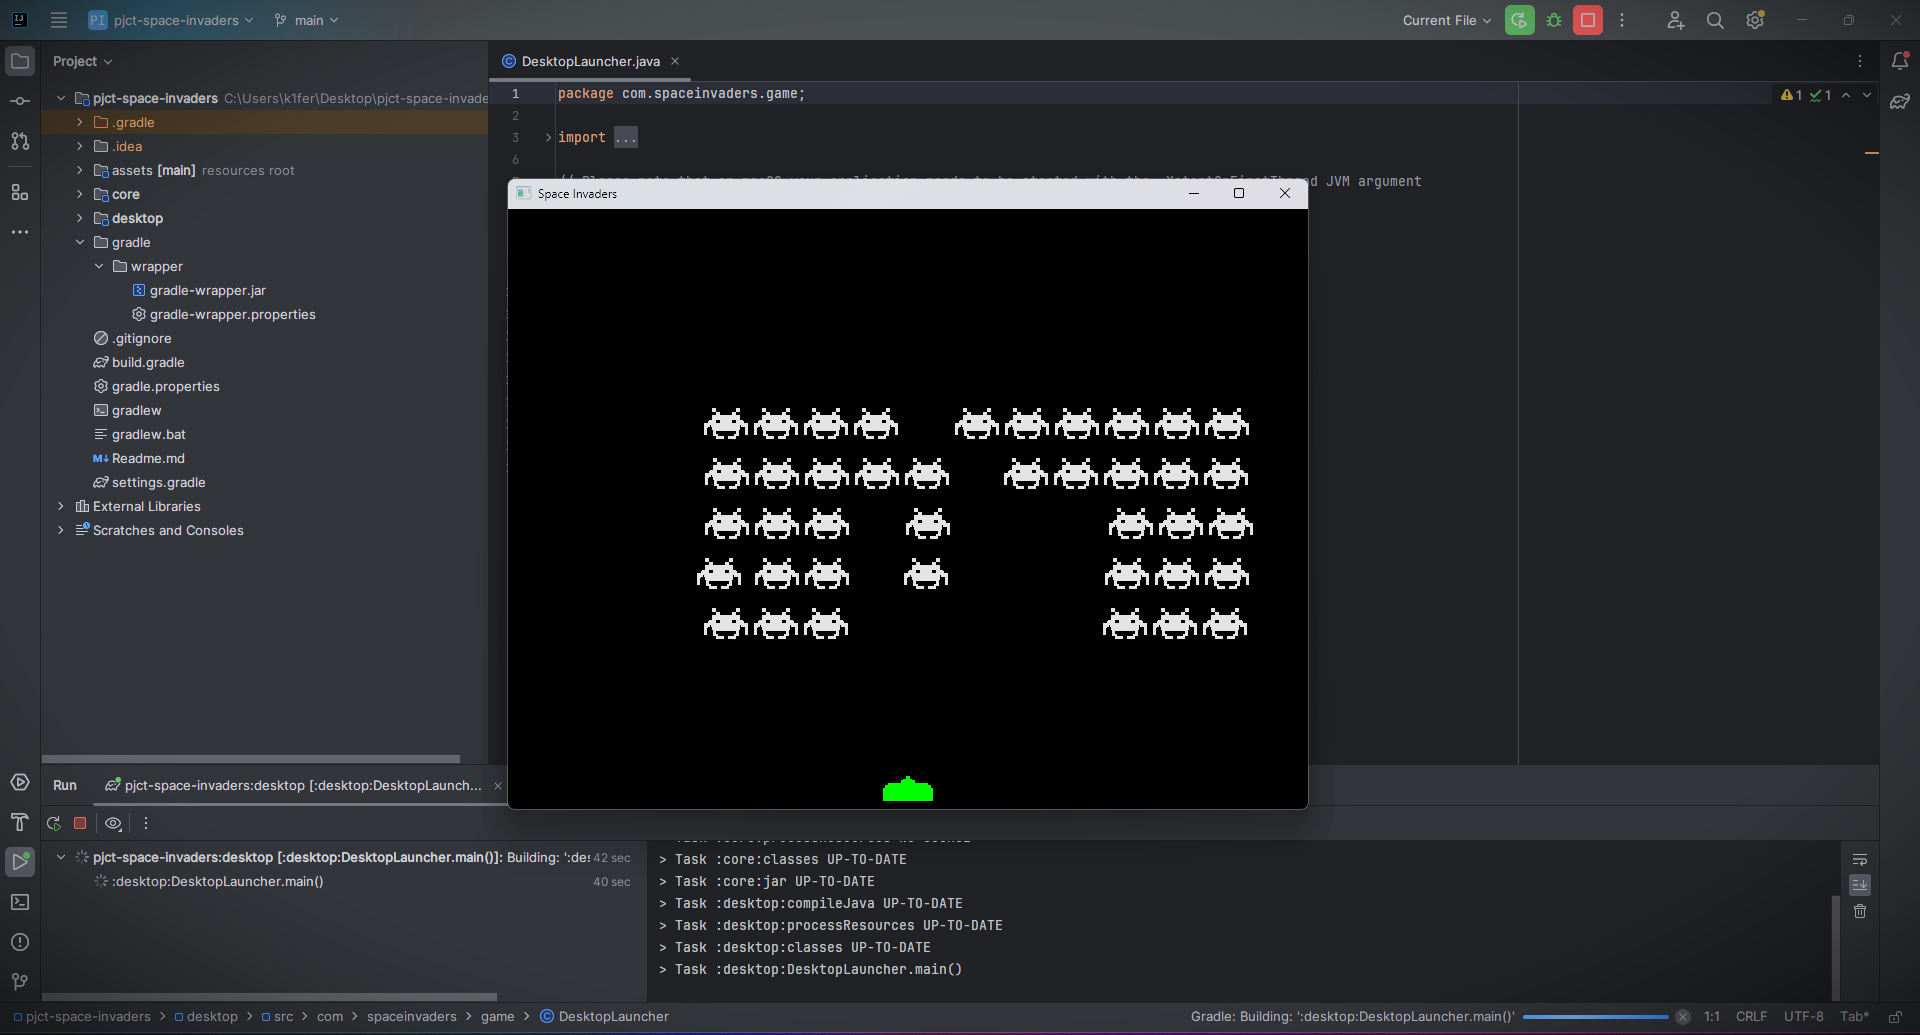 IJ
PI pjct-space-invaders main
Current File
Project
pjct-space-invaders C:\Users\k1fer\Desktop\pjct-space-invade
.gradle
.idea
assets [main] resources root
core
desktop
gradle
wrapper
gradle-wrapper.jar
gradle-wrapper.properties
.gitignore
build.gradle
gradle.properties
gradlew
gradlew.bat
M↓ Readme.md
settings.gradle
External Libraries
Scratches and Consoles
DesktopLauncher.java
1 package com.spaceinvaders.game;
2
3 import ...
6
JVM argument
1 1
Space Invaders
Run pjct-space-invaders:desktop [:desktop:DesktopLaunch...
pjct-space-invaders:desktop [:desktop:DesktopLauncher.main()]: Building: ':des 42 sec
:desktop:DesktopLauncher.main() 40 sec
> Task :core:classes UP-TO-DATE
> Task :core:jar UP-TO-DATE
> Task :desktop:compileJava UP-TO-DATE
> Task :desktop:processResources UP-TO-DATE
> Task :desktop:classes UP-TO-DATE
> Task :desktop:DesktopLauncher.main()
pjct-space-invaders > desktop > src > com > spaceinvaders > game > DesktopLauncher
Gradle: Building: ':desktop:DesktopLauncher.main()' 1:1 CRLF UTF-8 Tab*